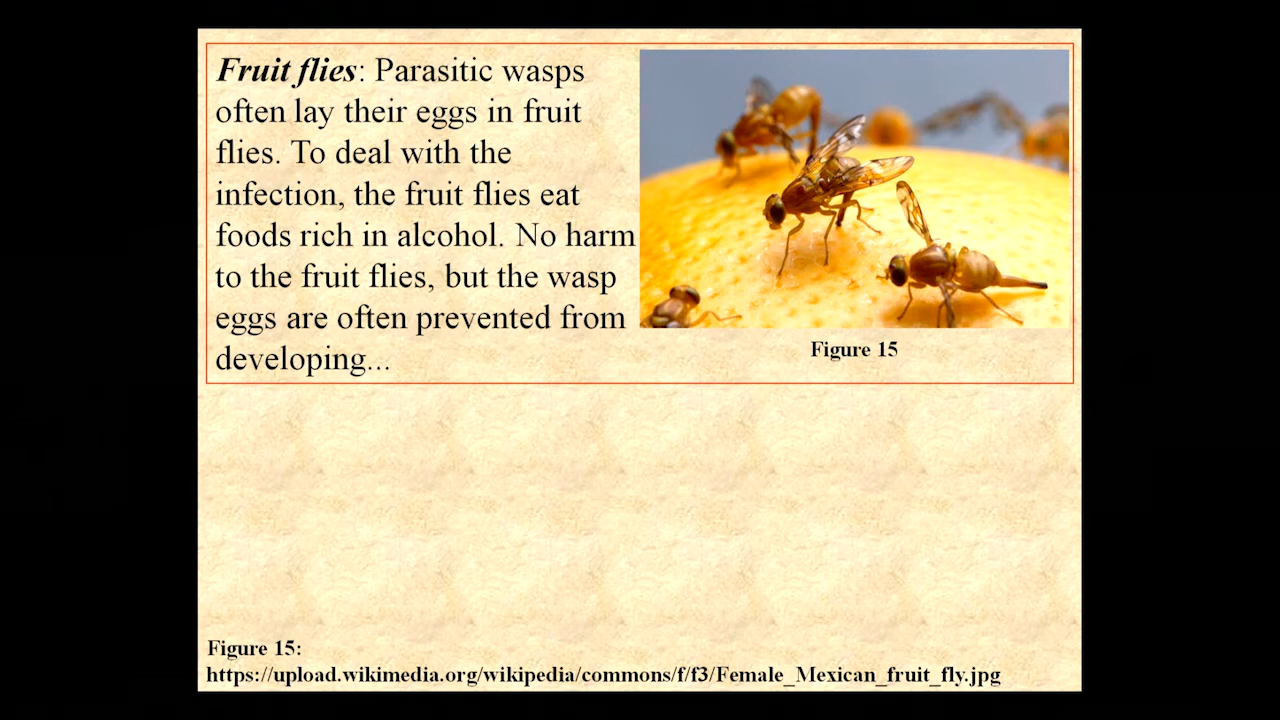 Fruit flies: Parasitic wasps
often lay their eggs in fruit
flies. To deal with the
infection, the fruit flies eat
foods rich in alcohol. No harm
to the fruit flies, but the wasp
eggs are often prevented from
developing...
Figure 15
Figure 15:
https://upload.wikimedia.org/wikipedia/commons/f/f3/Female_Mexican_fruit_fly.jpg